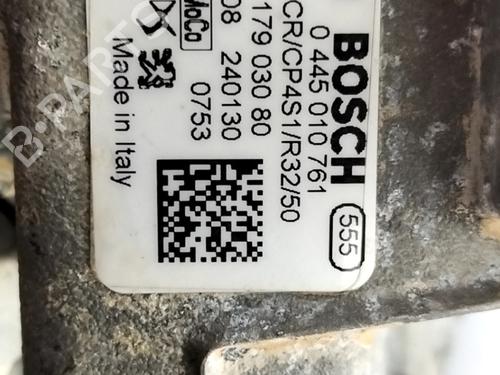 BOSCH
555
0 445 010 761
CR/CP4S1/R32/50
179 030 80
08 240130
MoCo
0753
Made in Italy